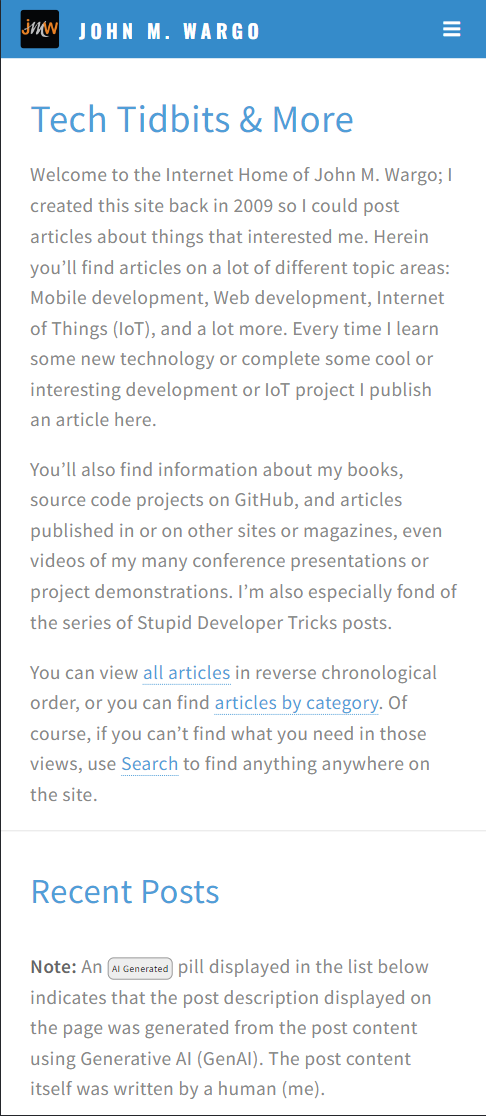 JMW
JOHN M. WARGO
Tech Tidbits & More
Welcome to the Internet Home of John M. Wargo; I
created this site back in 2009 so I could post
articles about things that interested me. Herein
you’ll find articles on a lot of different topic areas:
Mobile development, Web development, Internet
of Things (IoT), and a lot more. Every time I learn
some new technology or complete some cool or
interesting development or IoT project I publish
an article here.
You’ll also find information about my books,
source code projects on GitHub, and articles
published in or on other sites or magazines, even
videos of my many conference presentations or
project demonstrations. I’m also especially fond of
the series of Stupid Developer Tricks posts.
You can view all articles in reverse chronological
order, or you can find articles by category. Of
course, if you can’t find what you need in those
views, use Search to find anything anywhere on
the site.
Recent Posts
Note: An AI Generated pill displayed in the list below
indicates that the post description displayed on
the page was generated from the post content
using Generative AI (GenAI). The post content
itself was written by a human (me).